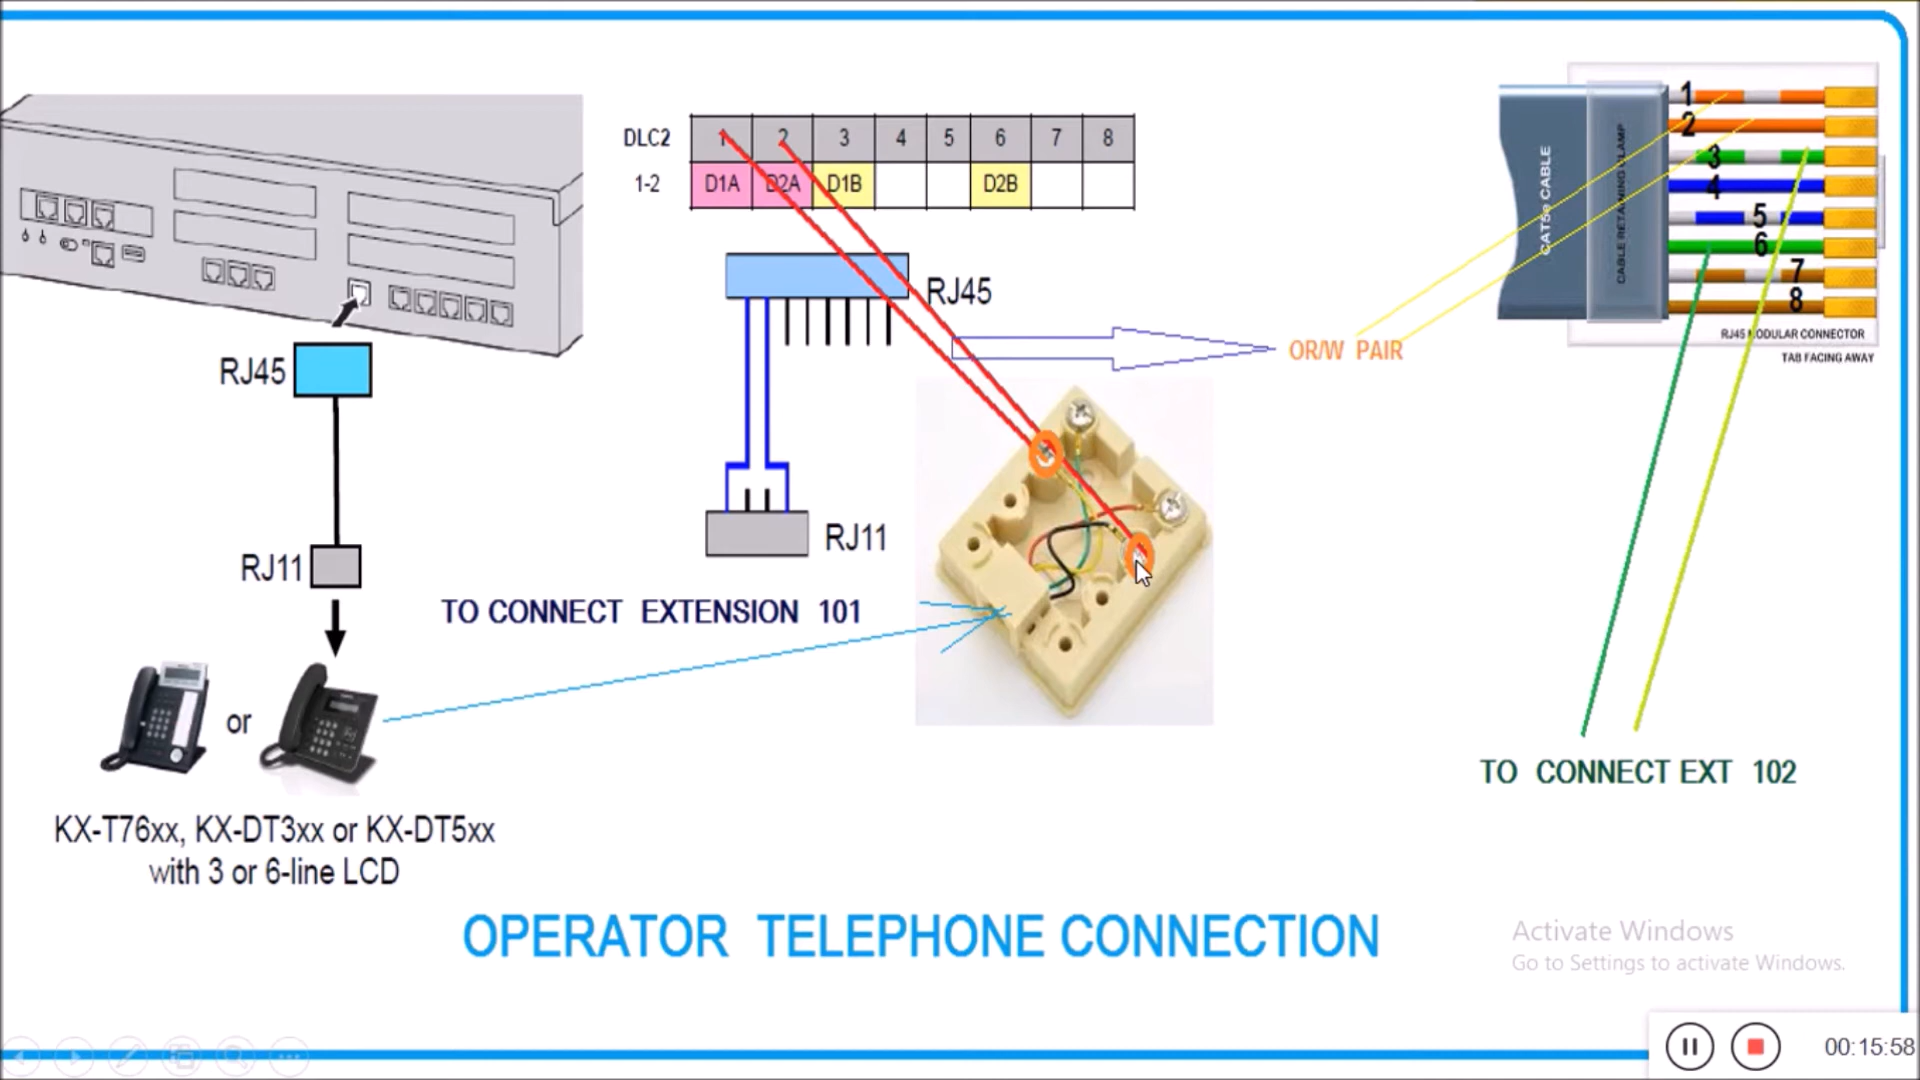 DLC2 1 2 3 4 5 6 7 8
1-2 D1A D2A D1B D2B
RJ45
RJ11
RJ45
RJ11
or
KX-T76xx, KX-DT3xx or KX-DT5xx
with 3 or 6-line LCD
TO CONNECT EXTENSION 101
OR/W PAIR
CAT5e CABLE
CABLE RETAINING CLAMP
1
2
3
4
5
6
7
8
RJ45 MODULAR CONNECTOR
TAB FACING AWAY
TO CONNECT EXT 102
OPERATOR TELEPHONE CONNECTION
Activate Windows
Go to Settings to activate Windows.
00:15:58